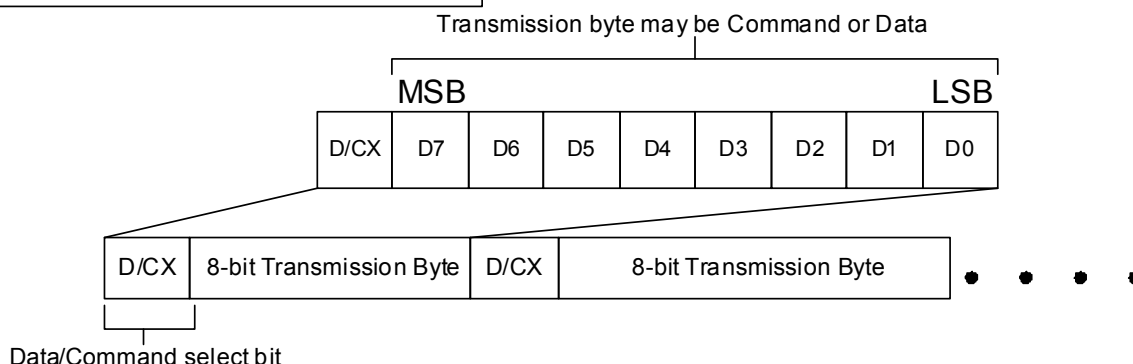 Transmission byte may be Command or Data
MSB LSB
D/CX D7 D6 D5 D4 D3 D2 D1 D0
D/CX 8-bit Transmission Byte D/CX 8-bit Transmission Byte
Data/Command select bit